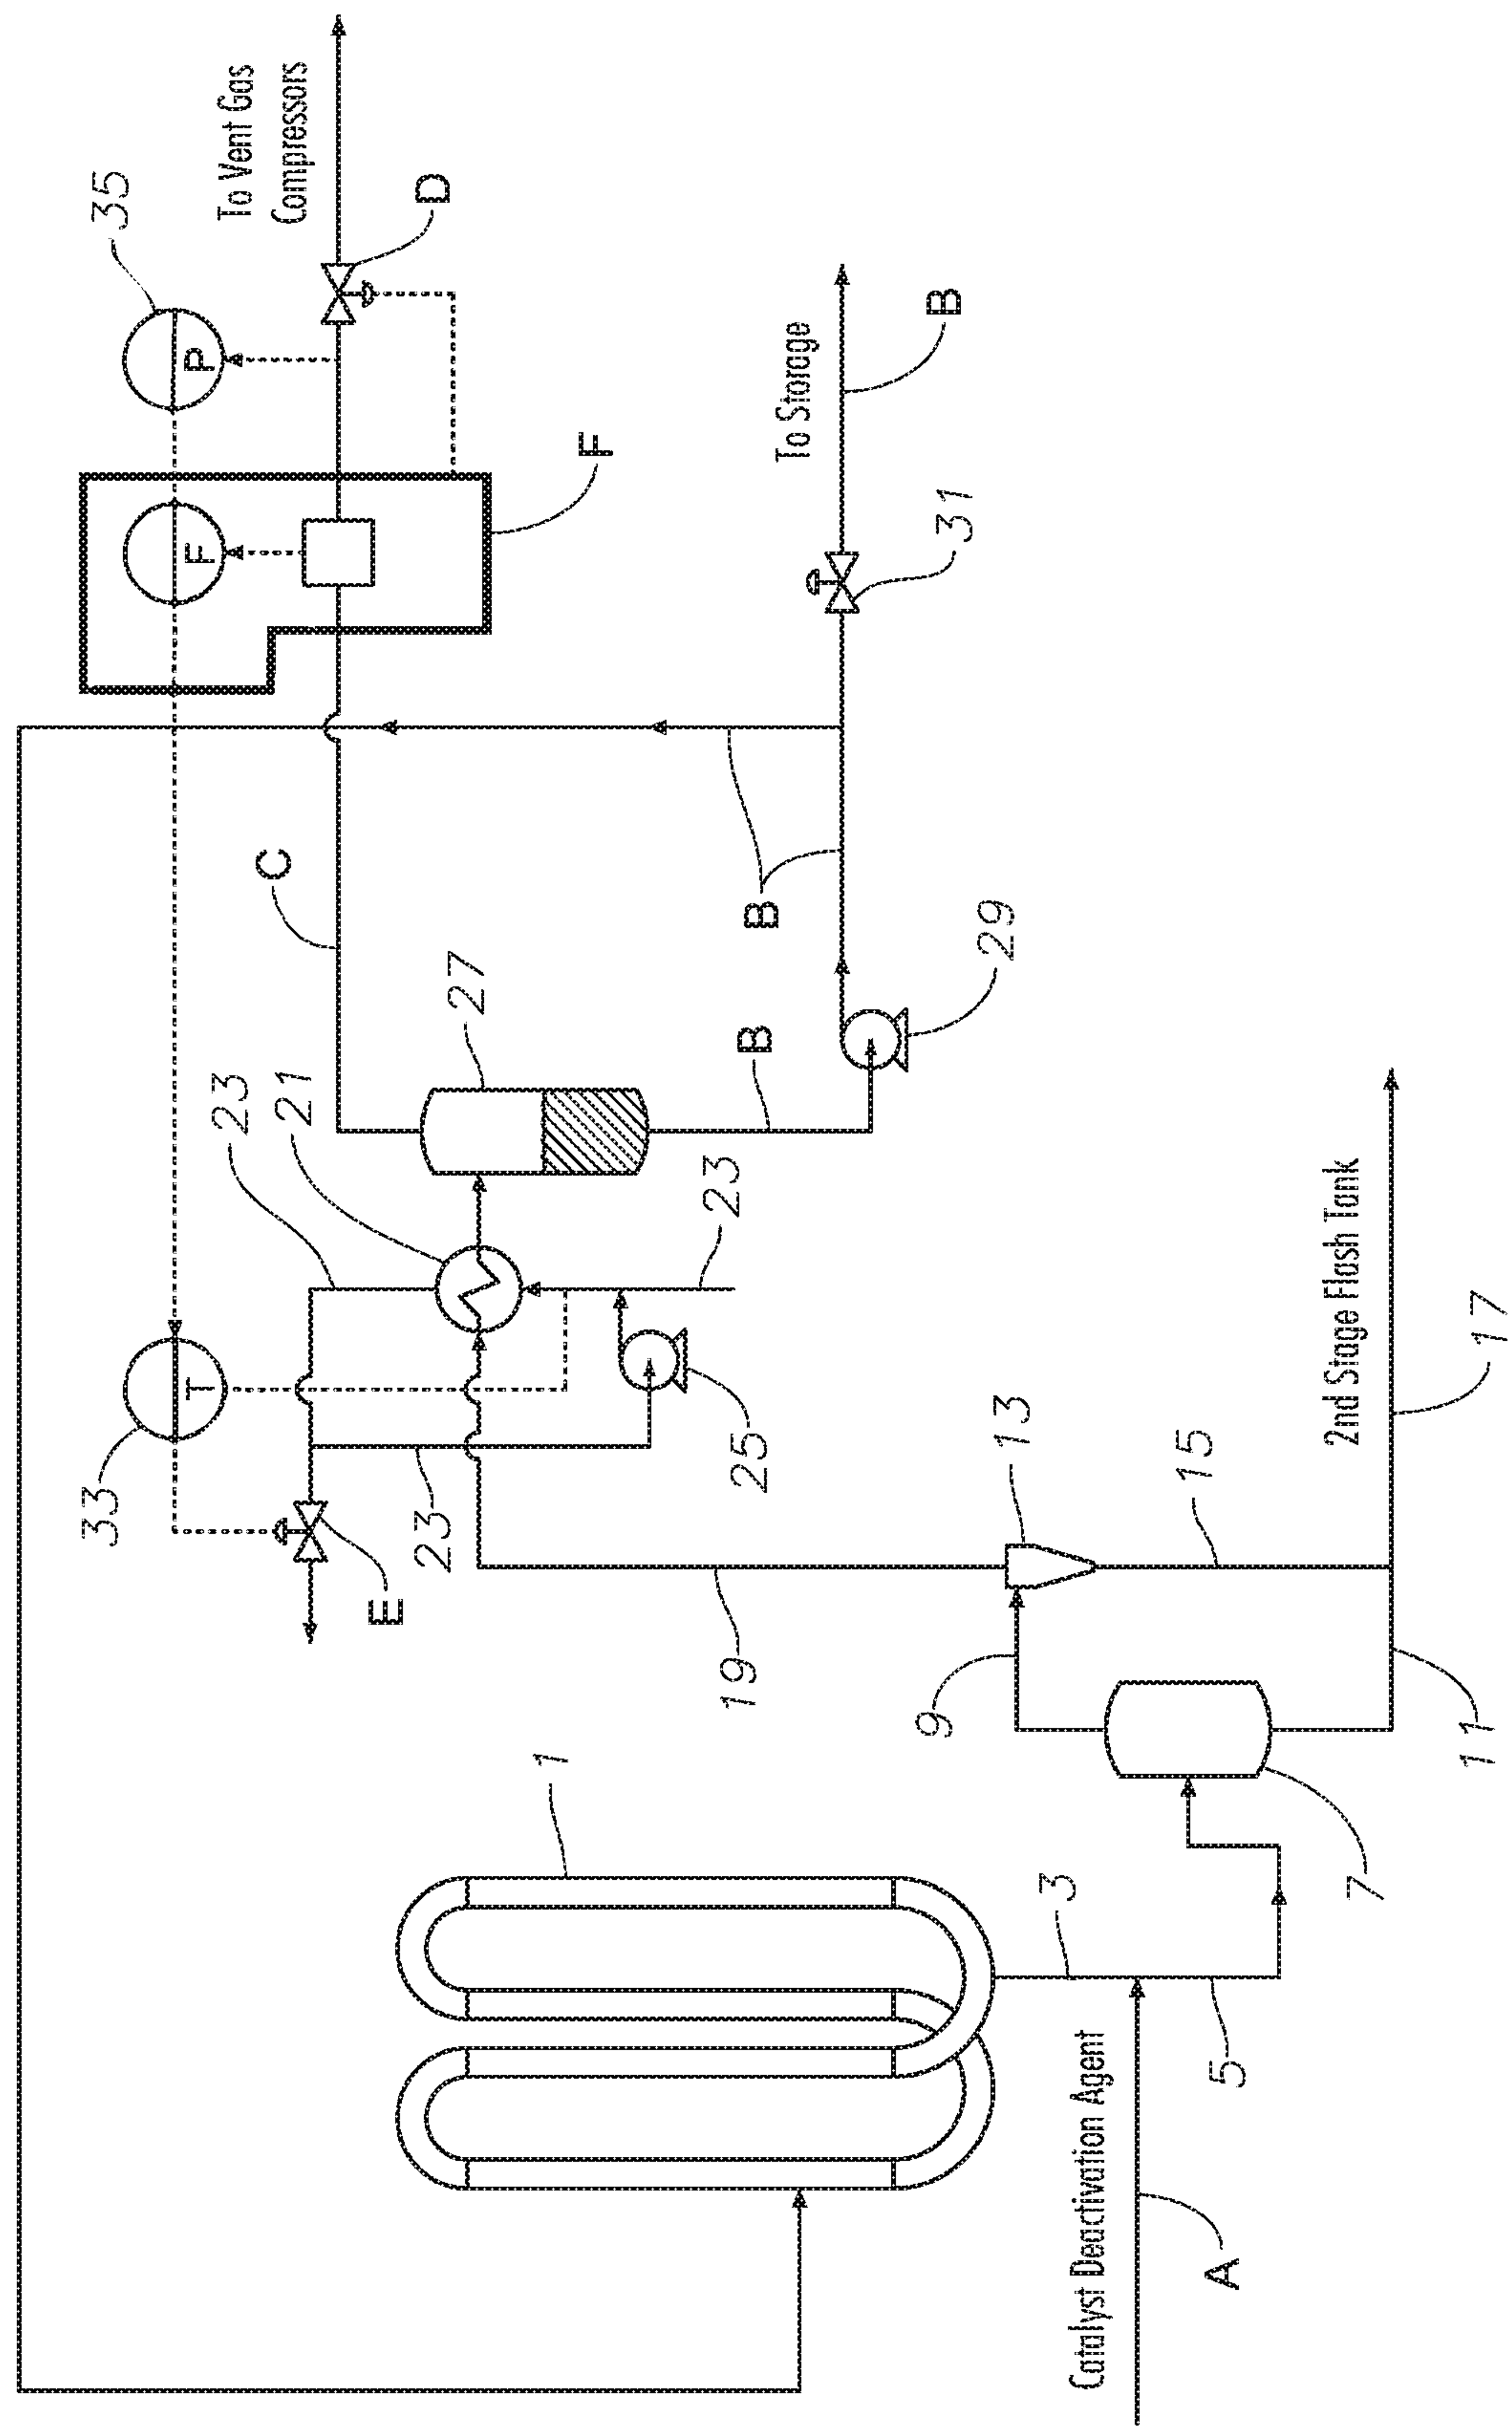 33
35
T
F
P
23
To Vent Gas
Compressors
C
21
E
23
D
27
1
F
23
19
25
B
B
To Storage
9
B
31
29
13
3
Catalyst Deactivation Agent
15
A
5
2nd Stage Flash Tank
7
11
17